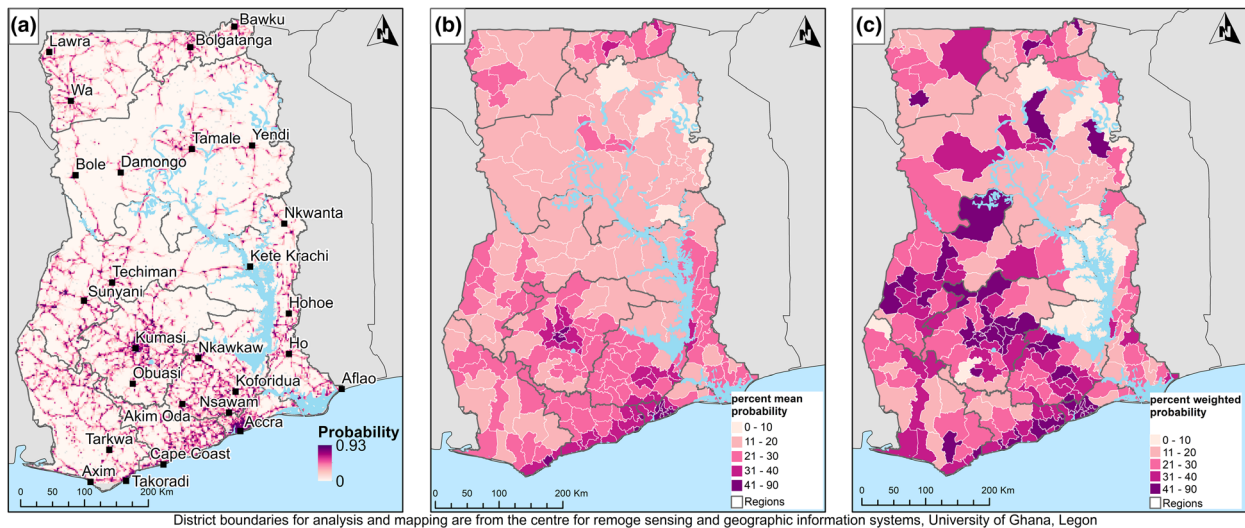 (a)
N
Bawku
Lawra
Bolgatanga
Wa
Tamale
Yendi
Bole
Damongo
Nkwanta
Kete Krachi
Techiman
Sunyani
Hohoe
Kumasi
Nkawkaw
Ho
Obuasi
Koforidua
Aflao
Nsawam
Akim Oda
Accra
Tarkwa
Cape Coast
Axim
Takoradi
Probability
0.93
0
0 50 100 200 Km
(b)
N
percent mean
probability
0 - 10
11 - 20
21 - 30
31 - 40
41 - 90
Regions
0 50 100 200 Km
(c)
N
percent weighted
probability
0 - 10
11 - 20
21 - 30
31 - 40
41 - 90
Regions
0 50 100 200 Km
District boundaries for analysis and mapping are from the centre for remoge sensing and geographic information systems, University of Ghana, Legon